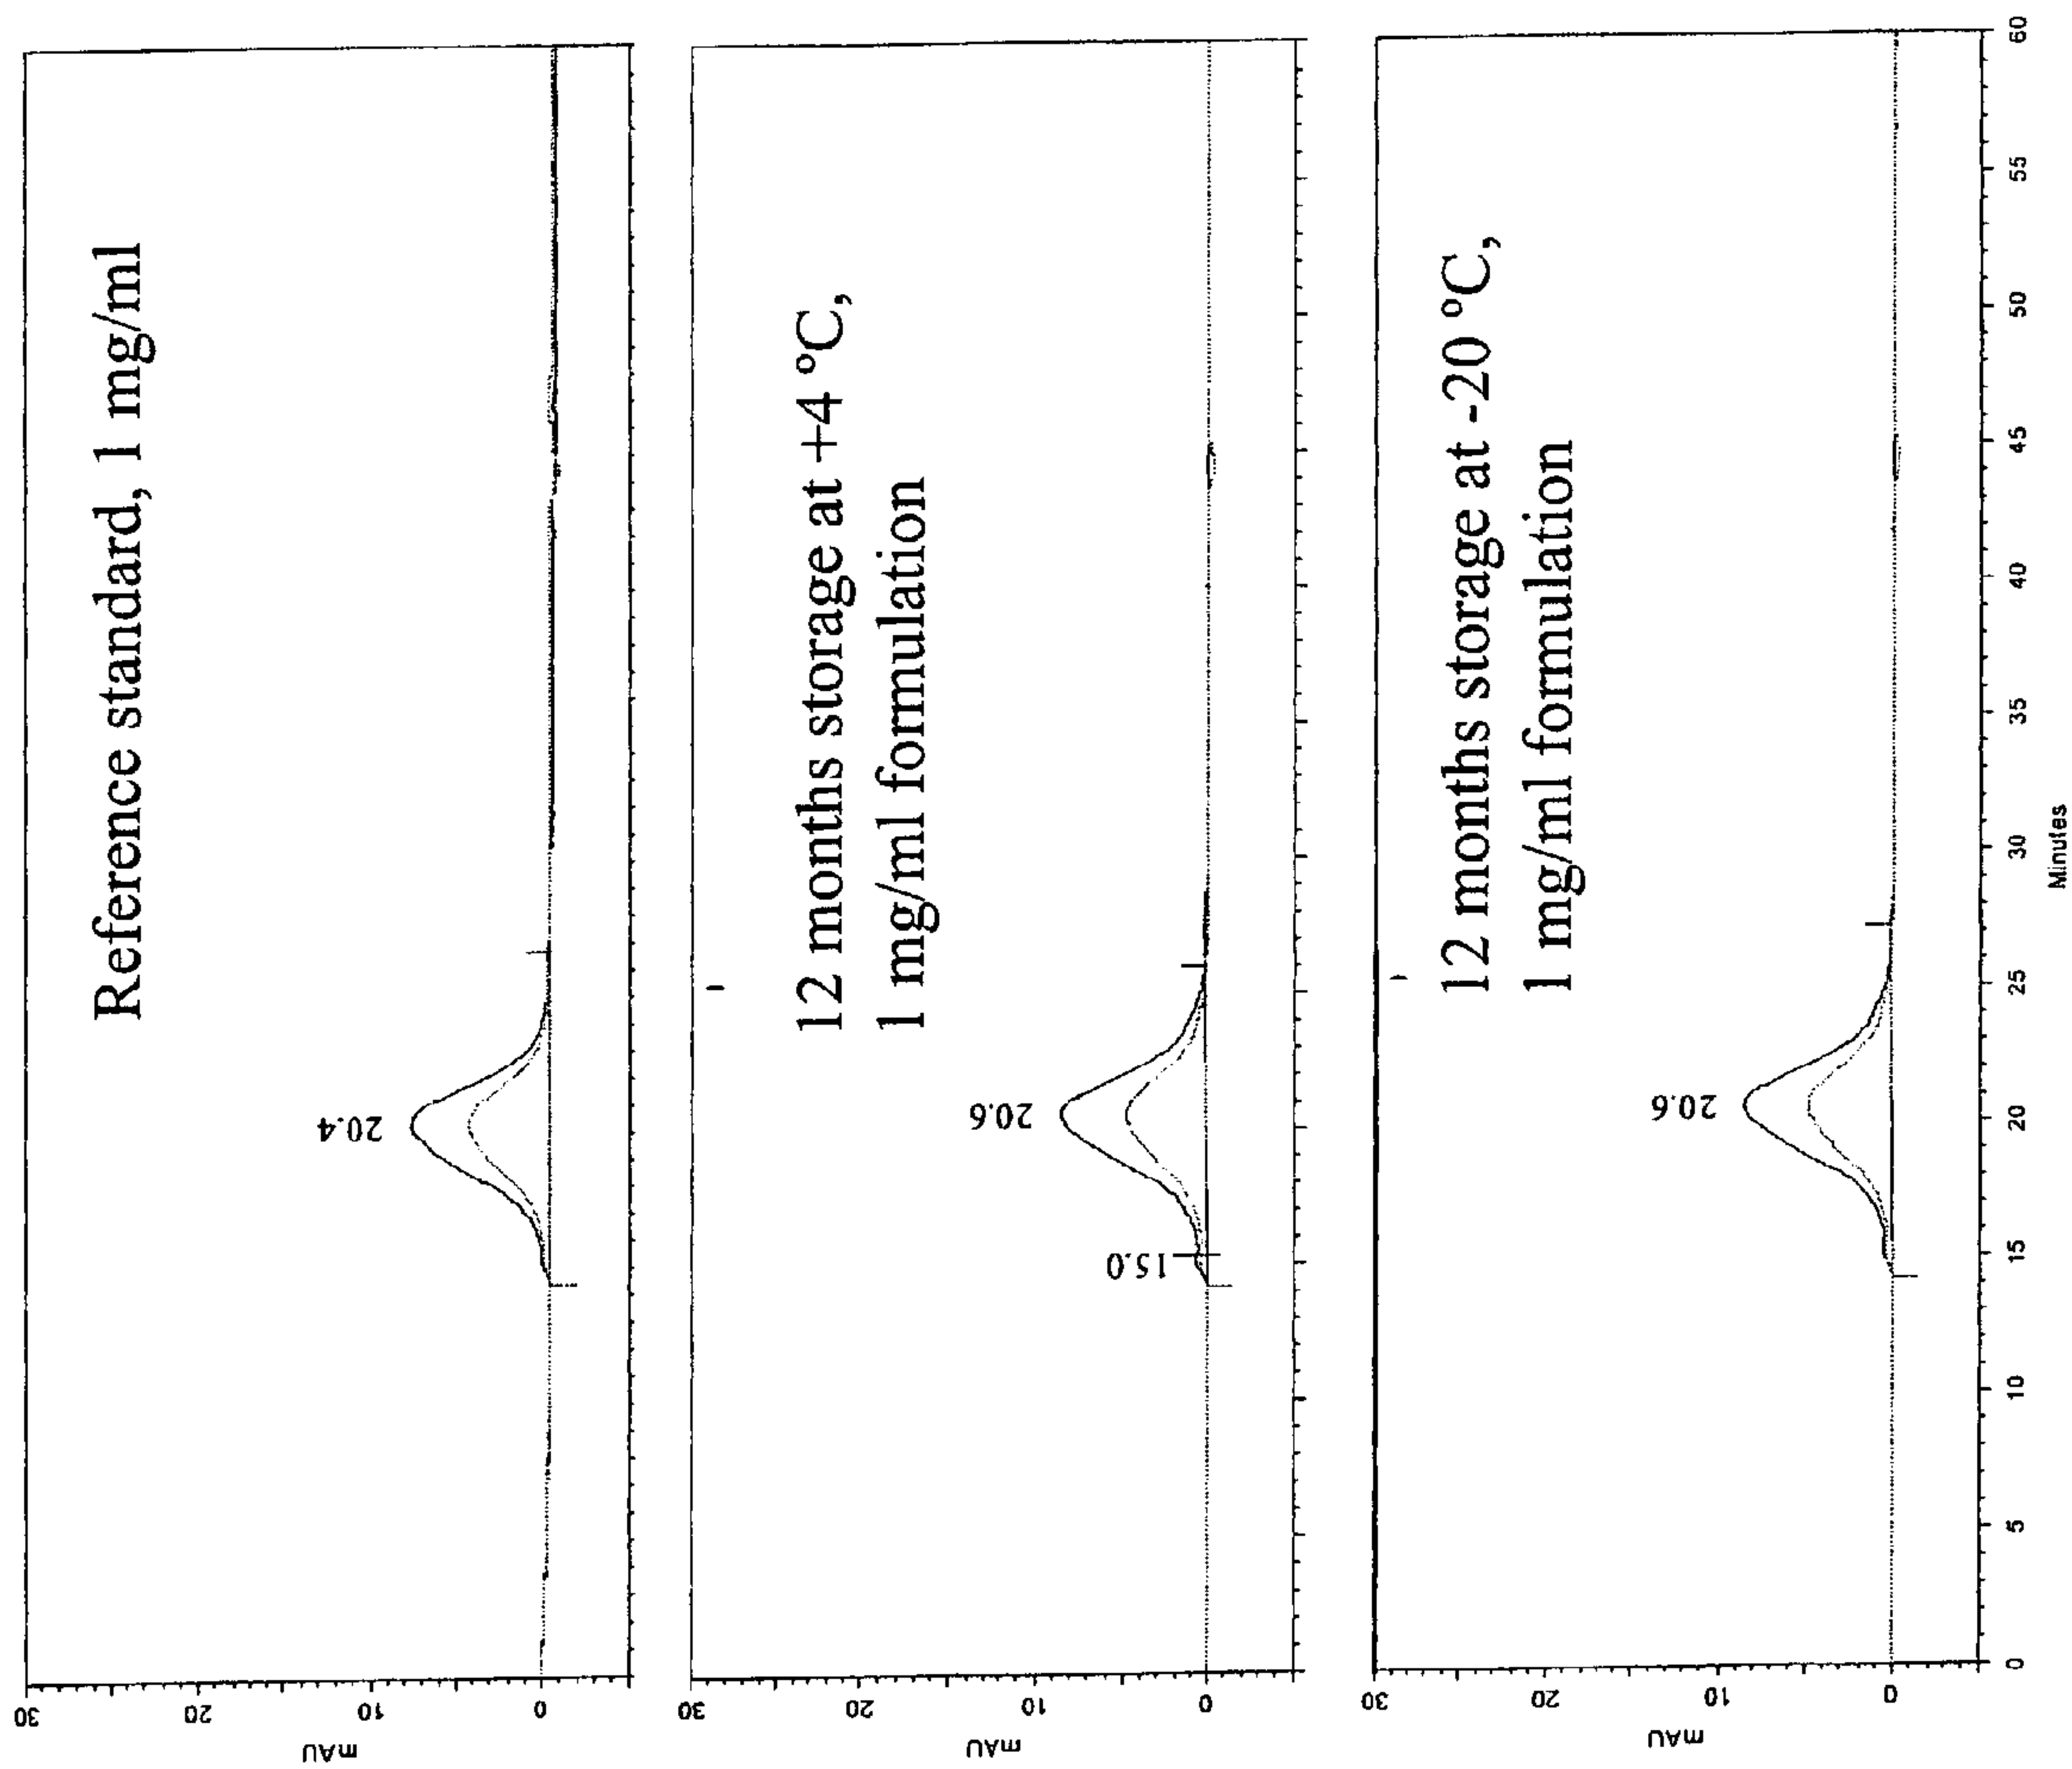 Reference standard, 1 mg/ml
20.4
30
20
10
0
mAU
12 months storage at +4 °C,
1 mg/ml formulation
20.6
15.0
30
20
10
0
mAU
12 months storage at -20 °C,
1 mg/ml formulation
20.6
30
20
10
0
mAU
0 5 10 15 20 25 30 35 40 45 50 55 60
Minutes